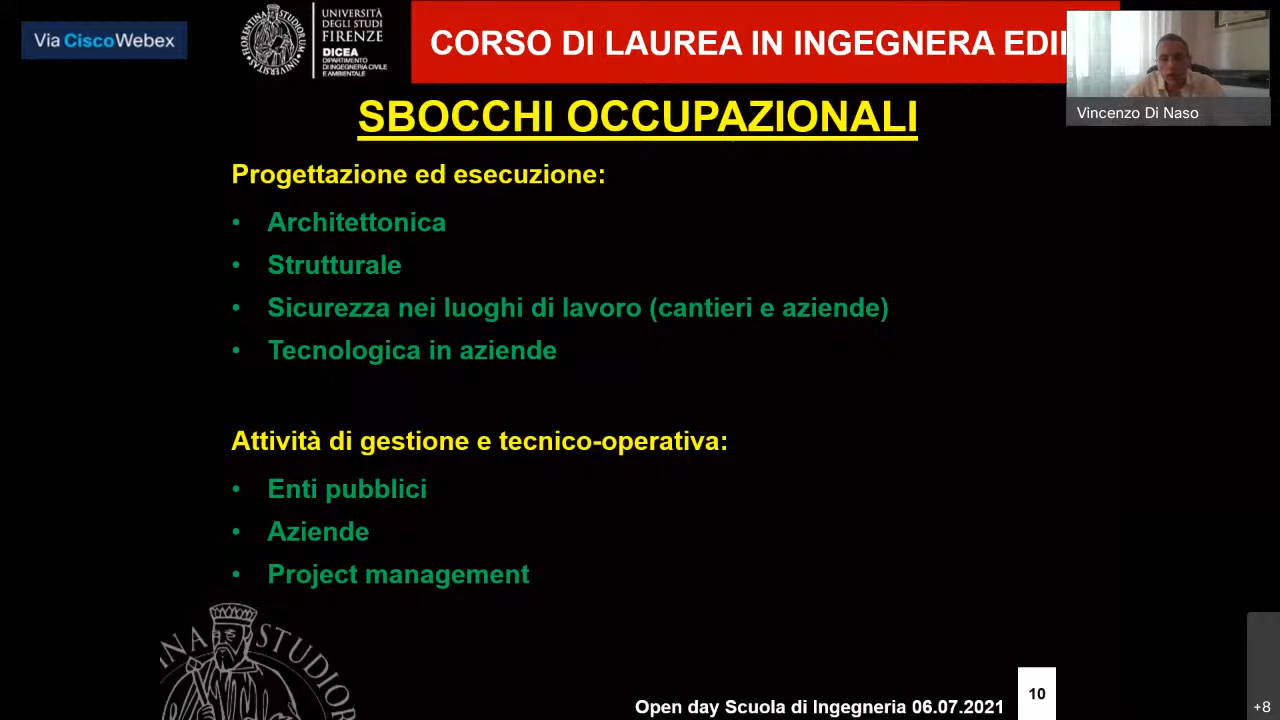 Via CiscoWebex
UNIVERSITÀ
DEGLI STUDI
FIRENZE
DICEA
DIPARTIMENTO
DI INGEGNERIA CIVILE
E AMBIENTALE
CORSO DI LAUREA IN INGEGNERA EDI
Vincenzo Di Naso
SBOCCHI OCCUPAZIONALI
Progettazione ed esecuzione:
• Architettonica
• Strutturale
• Sicurezza nei luoghi di lavoro (cantieri e aziende)
• Tecnologica in aziende
Attività di gestione e tecnico-operativa:
• Enti pubblici
• Aziende
• Project management
Open day Scuola di Ingegneria 06.07.2021
10
+8